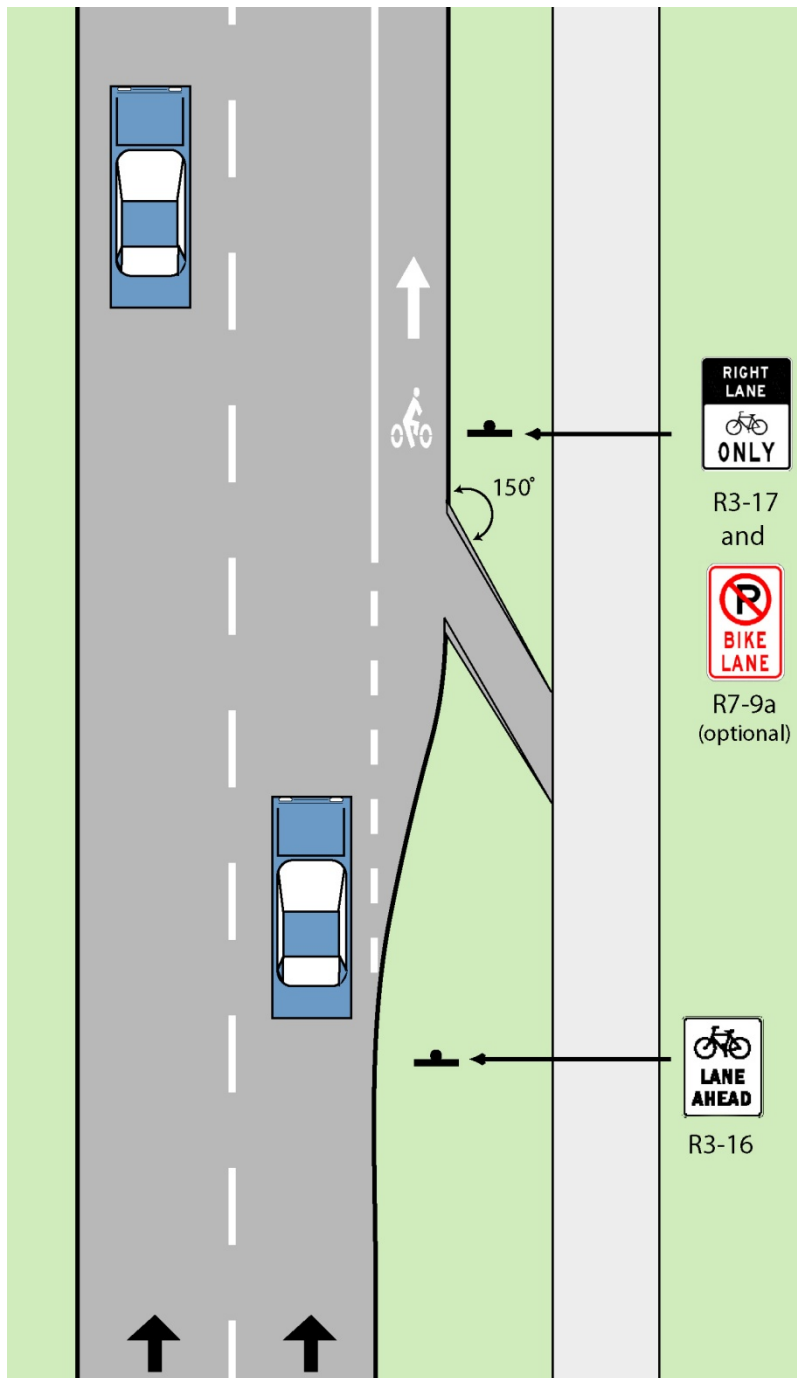 RIGHT
LANE
ONLY
150°
R3-17
and
P
BIKE
LANE
R7-9a
(optional)
LANE
AHEAD
R3-16